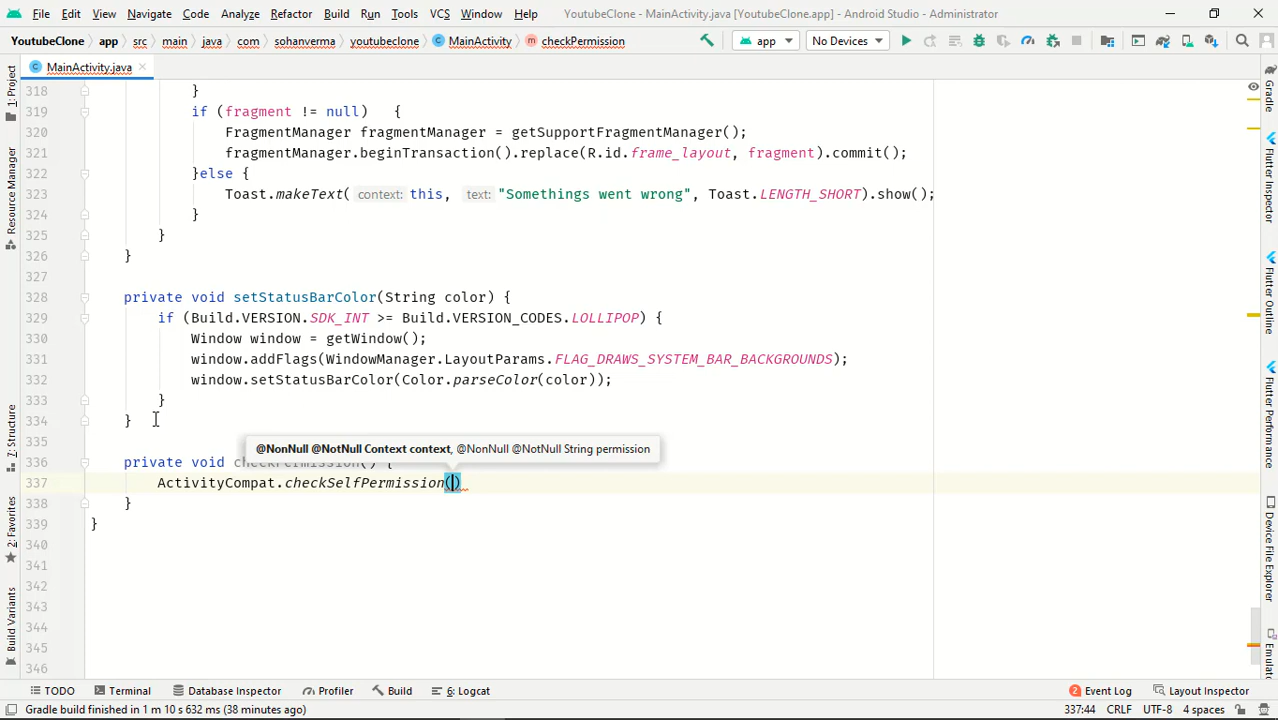 File Edit View Navigate Code Analyze Refactor Build Run Tools VCS Window Help YoutubeClone - MainActivity.java [YoutubeClone.app] - Android Studio - Administrator
YoutubeClone app src main java com sohanverma youtubeclone MainActivity checkPermission app No Devices
MainActivity.java
318 }
319 if (fragment != null) {
320 FragmentManager fragmentManager = getSupportFragmentManager();
321 fragmentManager.beginTransaction().replace(R.id.frame_layout, fragment).commit();
322 }else {
323 Toast.makeText( context: this, text: "Somethings went wrong", Toast.LENGTH_SHORT).show();
324 }
325 }
326 }
327
328 private void setStatusBarColor(String color) {
329 if (Build.VERSION.SDK_INT >= Build.VERSION_CODES.LOLLIPOP) {
330 Window window = getWindow();
331 window.addFlags(WindowManager.LayoutParams.FLAG_DRAWS_SYSTEM_BAR_BACKGROUNDS);
332 window.setStatusBarColor(Color.parseColor(color));
333 }
334 }
335 @NonNull @NotNull Context context, @NonNull @NotNull String permission
336 private void checkPermission() {
337 ActivityCompat.checkSelfPermission()
338 }
339 }
340
341
342
343
344
345
346
1: Project
Resource Manager
Z: Structure
2: Favorites
Build Variants
Gradle
Flutter Inspector
Flutter Outline
Flutter Performance
Device File Explorer
TODO Terminal Database Inspector Profiler Build 6: Logcat 2 Event Log Layout Inspector
Gradle build finished in 1 m 10 s 632 ms (38 minutes ago) 337:44 CRLF UTF-8 4 spaces